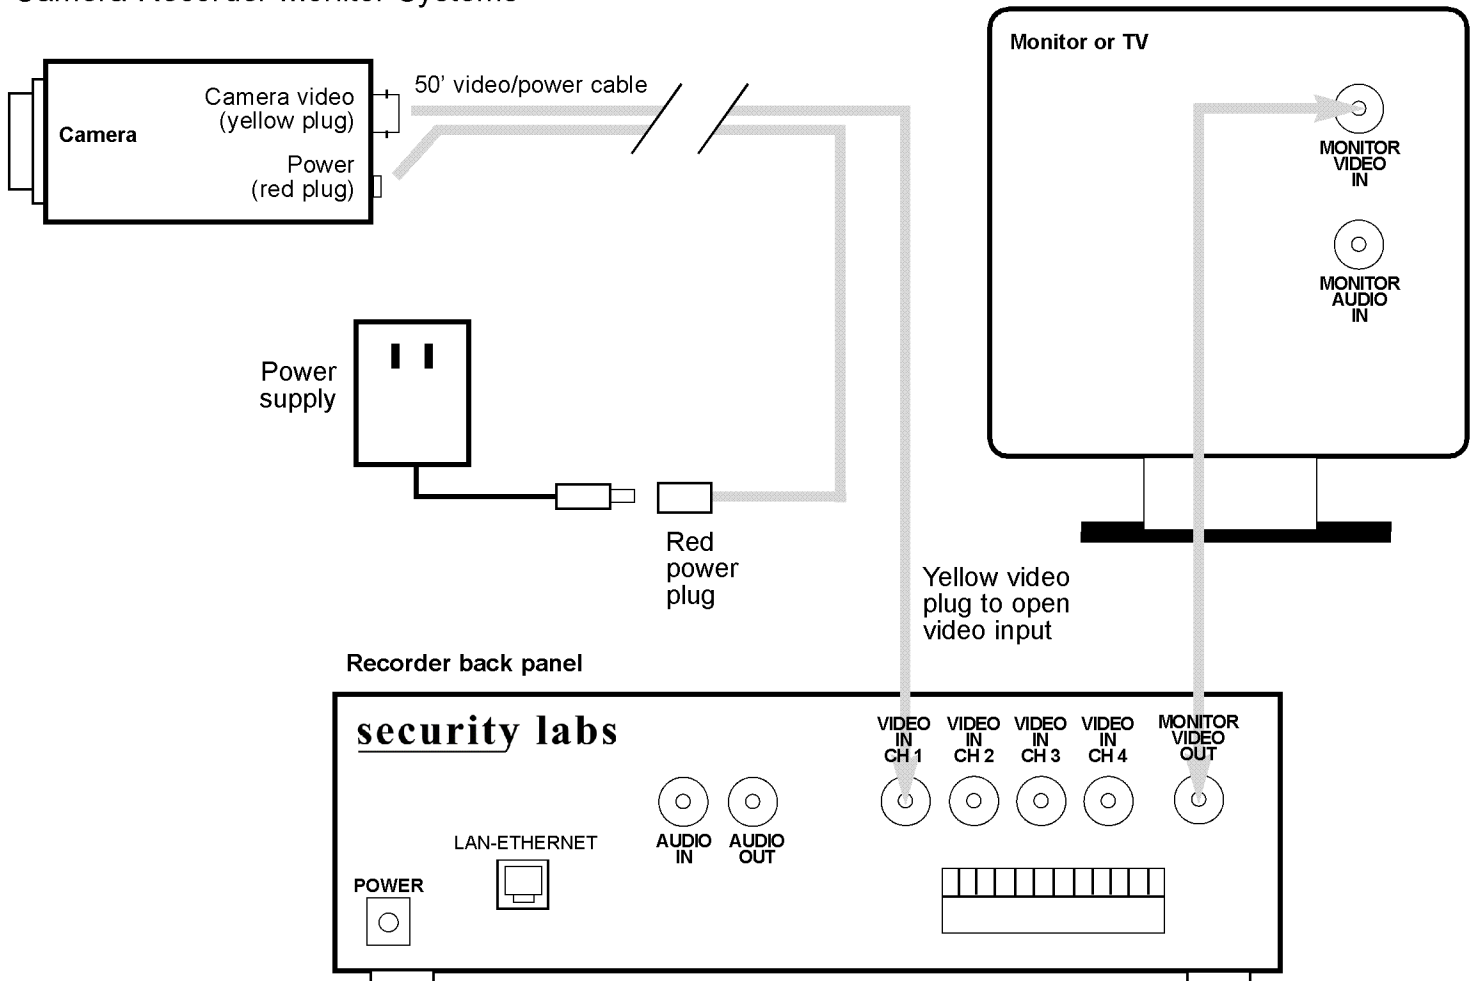 Camera Recorder Monitor Systems
Monitor or TV
50’ video/power cable
Camera video
(yellow plug)
Camera
Power
(red plug)
MONITOR
VIDEO
IN
MONITOR
AUDIO
IN
Power
supply
Red
power
plug
Yellow video
plug to open
video input
Recorder back panel
security labs
VIDEO
IN
CH 1
VIDEO
IN
CH 2
VIDEO
IN
CH 3
VIDEO
IN
CH 4
MONITOR
VIDEO
OUT
LAN-ETHERNET
AUDIO
IN
AUDIO
OUT
POWER